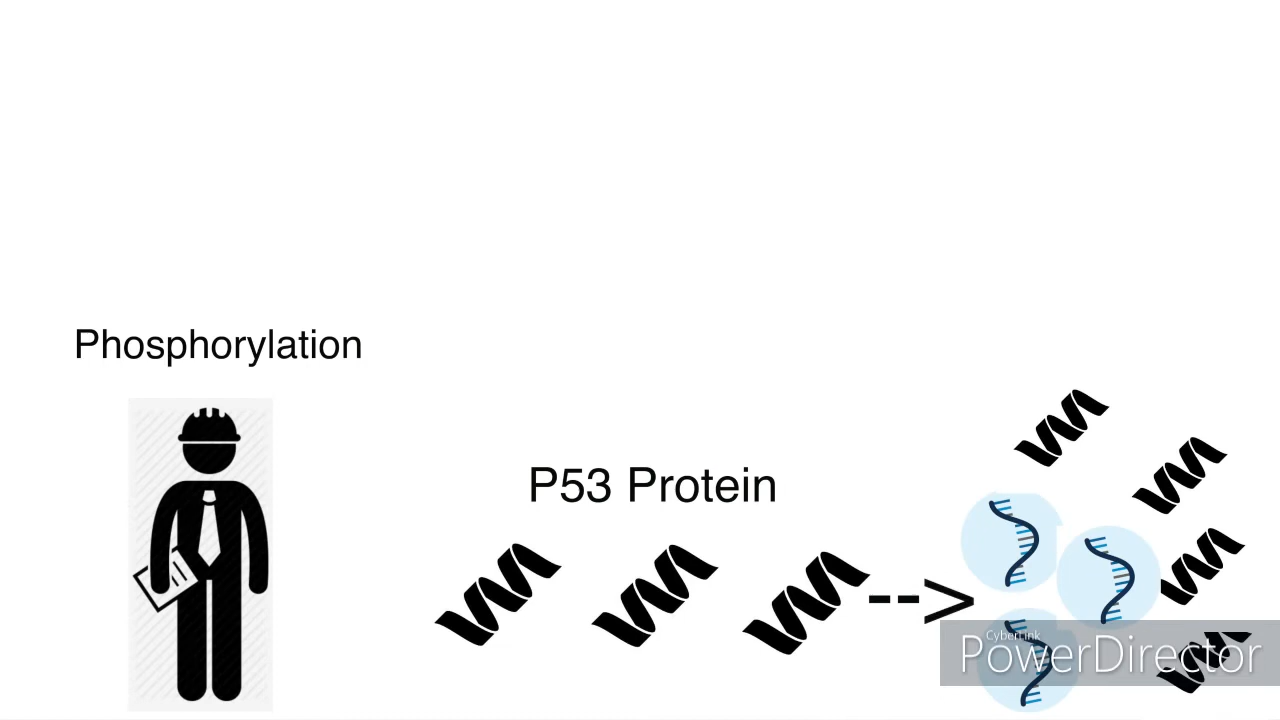 Phosphorylation
P53 Protein
-->
CyberLink
PowerDirector